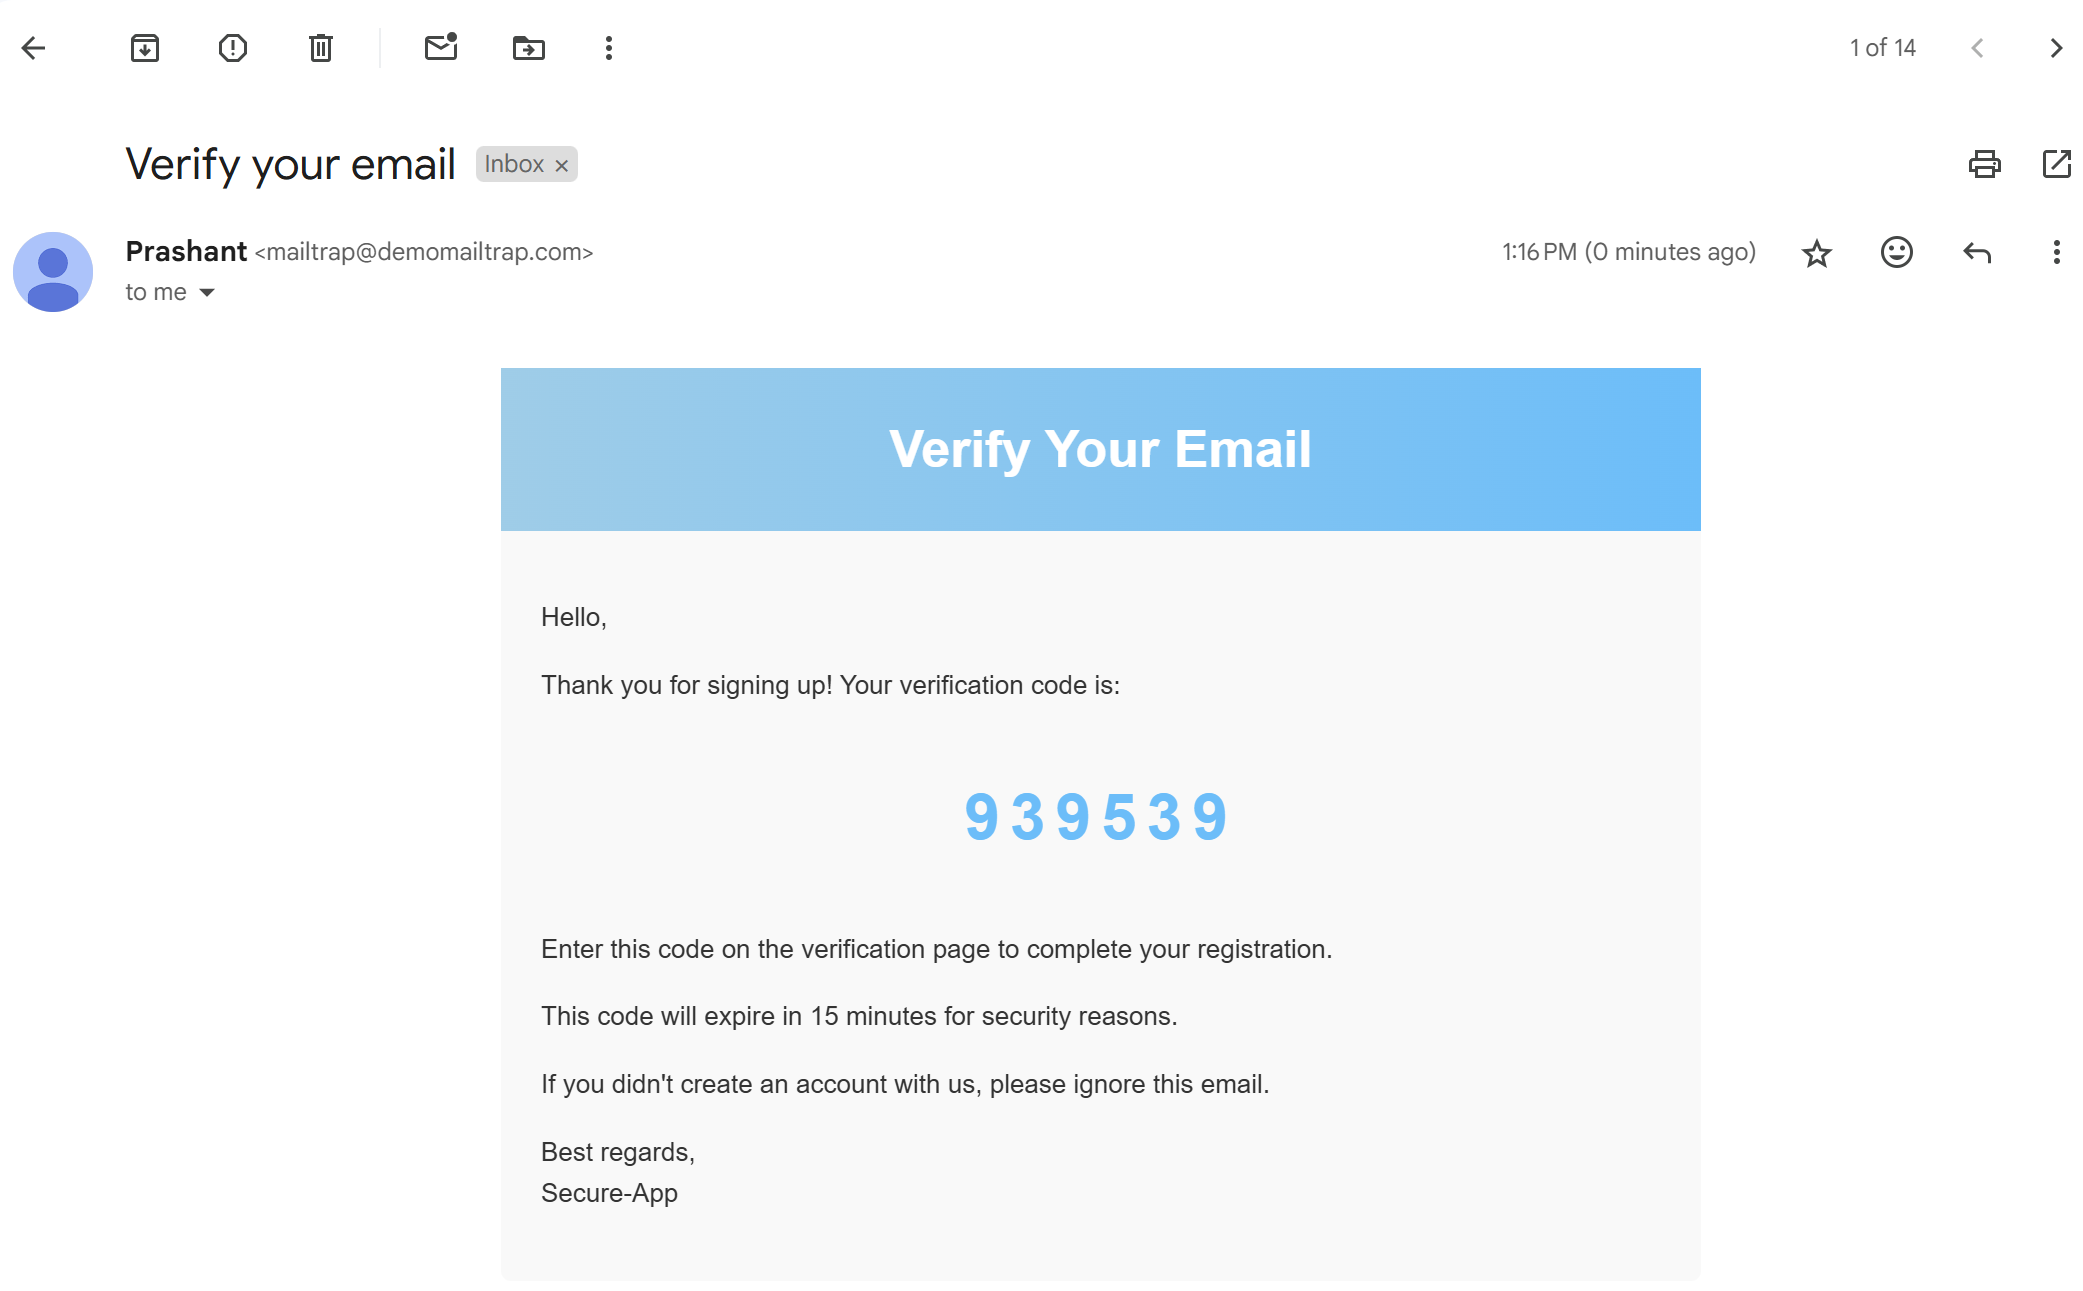 1 of 14
Verify your email Inbox ×
Prashant <mailtrap@demomailtrap.com> 1:16 PM (0 minutes ago)
to me
Verify Your Email
Hello,
Thank you for signing up! Your verification code is:
939539
Enter this code on the verification page to complete your registration.
This code will expire in 15 minutes for security reasons.
If you didn't create an account with us, please ignore this email.
Best regards,
Secure-App